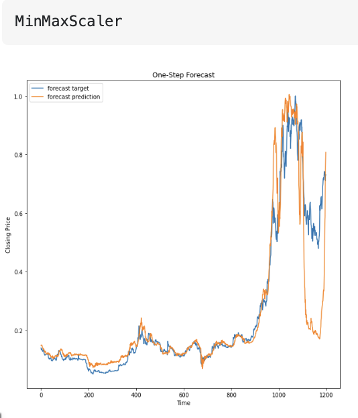 MinMaxScaler
One-Step Forecast
forecast target
forecast prediction
1.0
0.8
0.6
0.4
0.2
Closing Price
0 200 400 600 800 1000 1200
Time